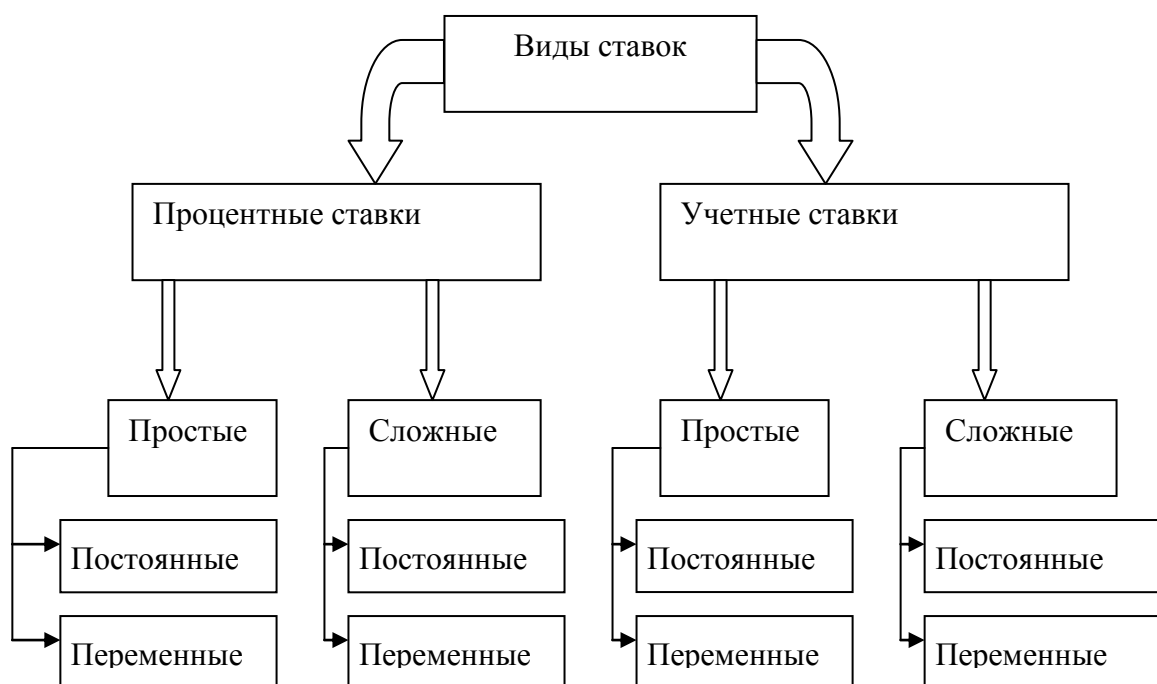 Виды ставок
Процентные ставки
Учетные ставки
Простые
Сложные
Простые
Сложные
Постоянные
Постоянные
Постоянные
Постоянные
Переменные
Переменные
Переменные
Переменные